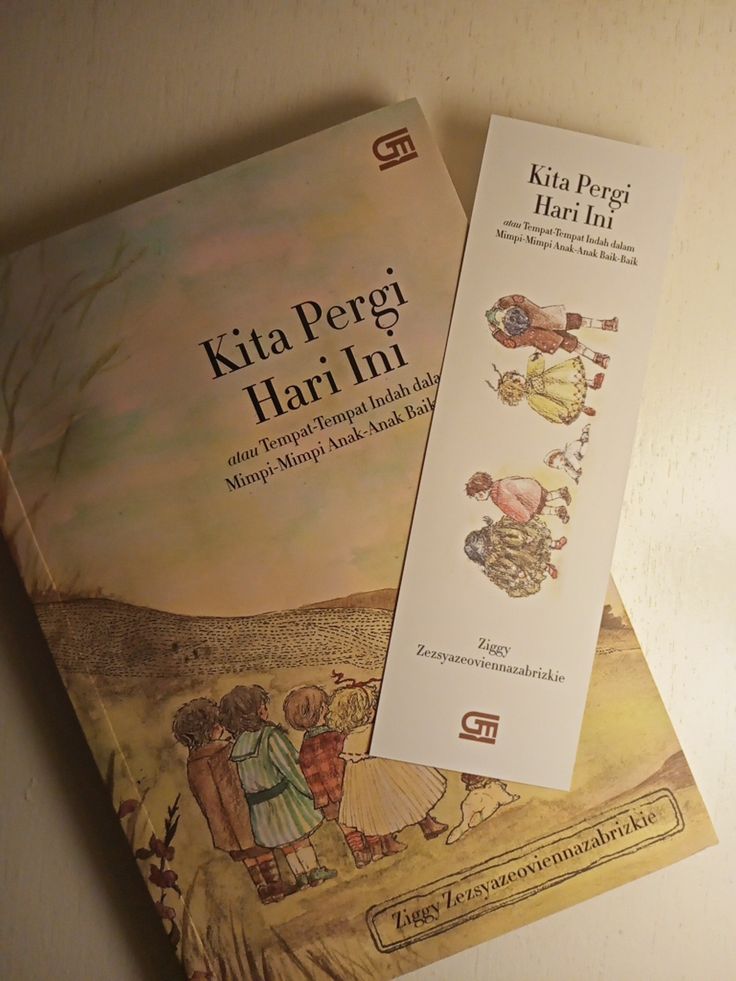 Kita Pergi
Hari Ini
atau Tempat-Tempat Indah dala
Mimpi-Mimpi Anak-Anak Baik
Ziggy Zezsyazeoviennazabrizkie
Kita Pergi
Hari Ini
atau Tempat-Tempat Indah dalam
Mimpi-Mimpi Anak-Anak Baik-Baik
Ziggy
Zezsyazeoviennazabrizkie